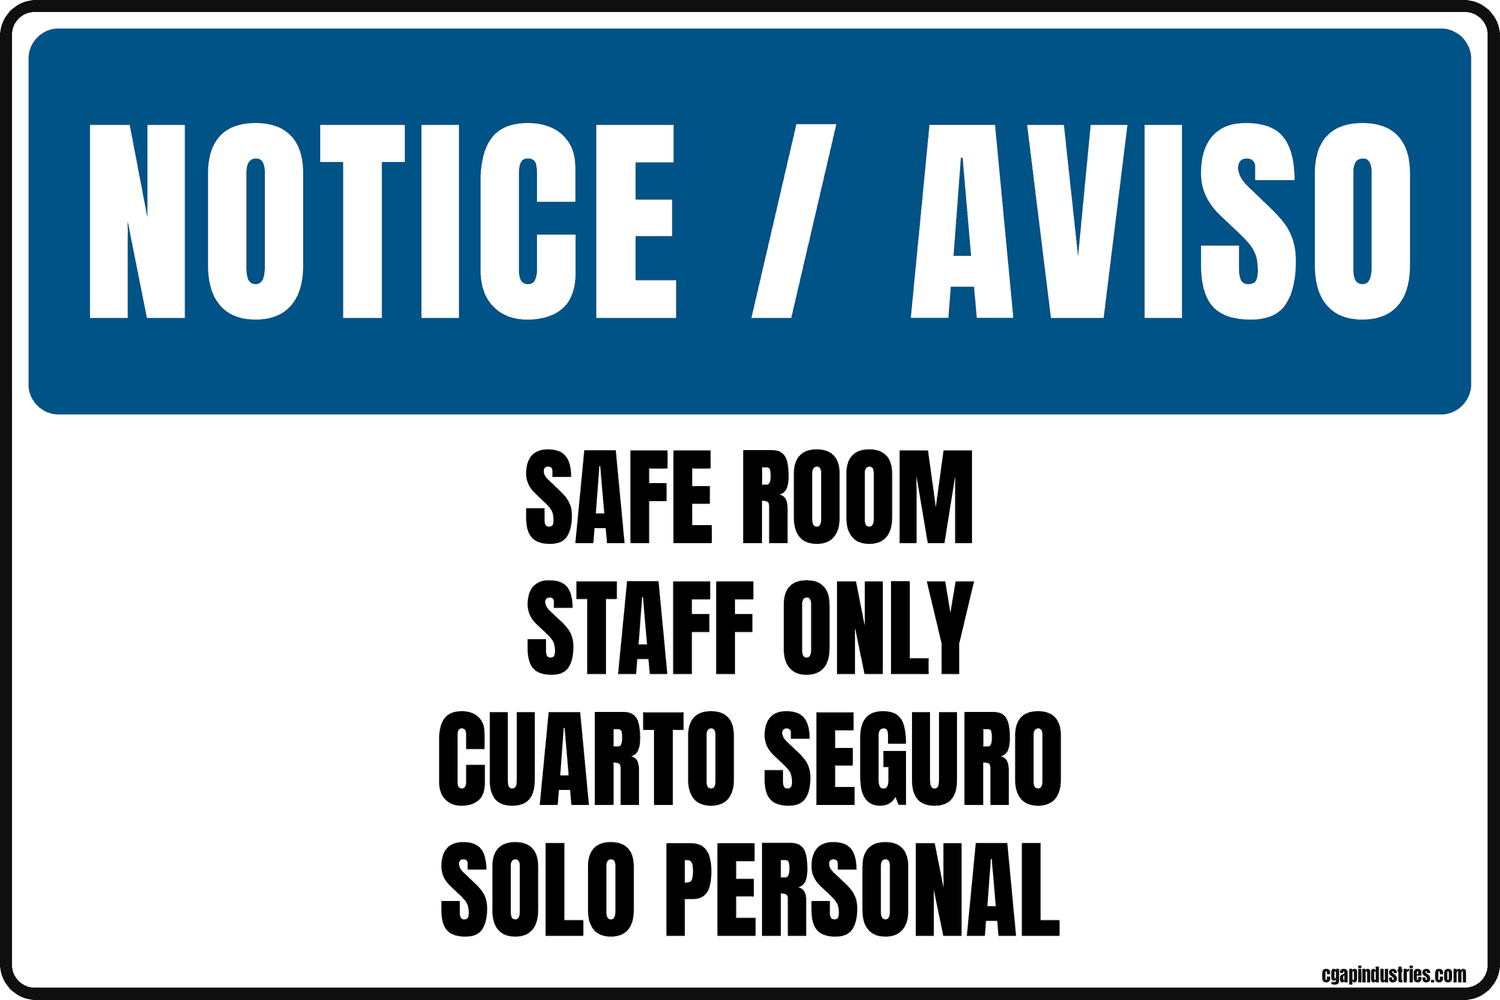 NOTICE / AVISO
SAFE ROOM
STAFF ONLY
CUARTO SEGURO
SOLO PERSONAL
cgapindustries.com